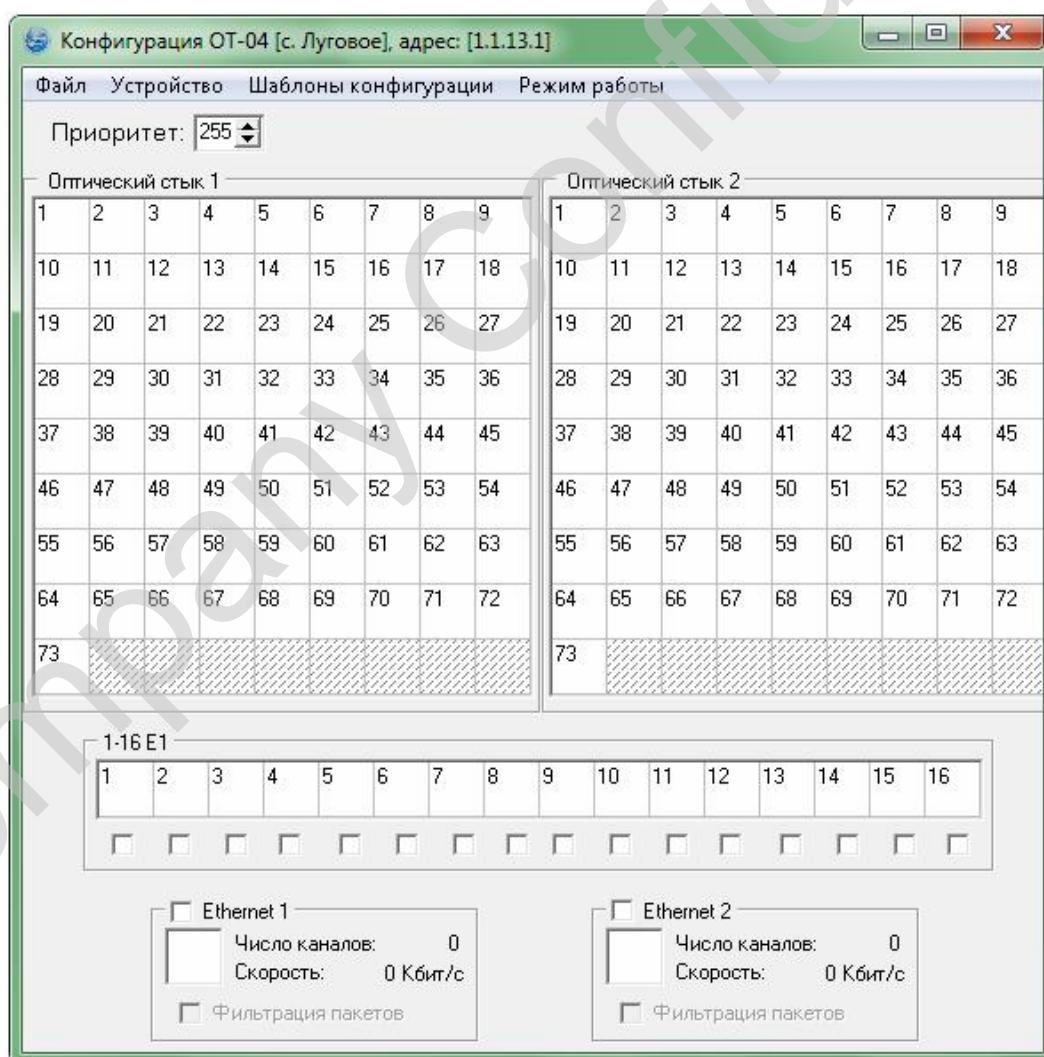 Конфигурация ОТ-04 [с. Луговое], адрес: [1.1.13.1]
Файл Устройство Шаблоны конфигурации Режим работы
Приоритет: 255
Оптический стык 1
1 2 3 4 5 6 7 8 9
10 11 12 13 14 15 16 17 18
19 20 21 22 23 24 25 26 27
28 29 30 31 32 33 34 35 36
37 38 39 40 41 42 43 44 45
46 47 48 49 50 51 52 53 54
55 56 57 58 59 60 61 62 63
64 65 66 67 68 69 70 71 72
73
Оптический стык 2
1 2 3 4 5 6 7 8 9
10 11 12 13 14 15 16 17 18
19 20 21 22 23 24 25 26 27
28 29 30 31 32 33 34 35 36
37 38 39 40 41 42 43 44 45
46 47 48 49 50 51 52 53 54
55 56 57 58 59 60 61 62 63
64 65 66 67 68 69 70 71 72
73
1-16 E1
1 2 3 4 5 6 7 8 9 10 11 12 13 14 15 16
Ethernet 1
Число каналов: 0
Скорость: 0 Кбит/с
Фильтрация пакетов
Ethernet 2
Число каналов: 0
Скорость: 0 Кбит/с
Фильтрация пакетов